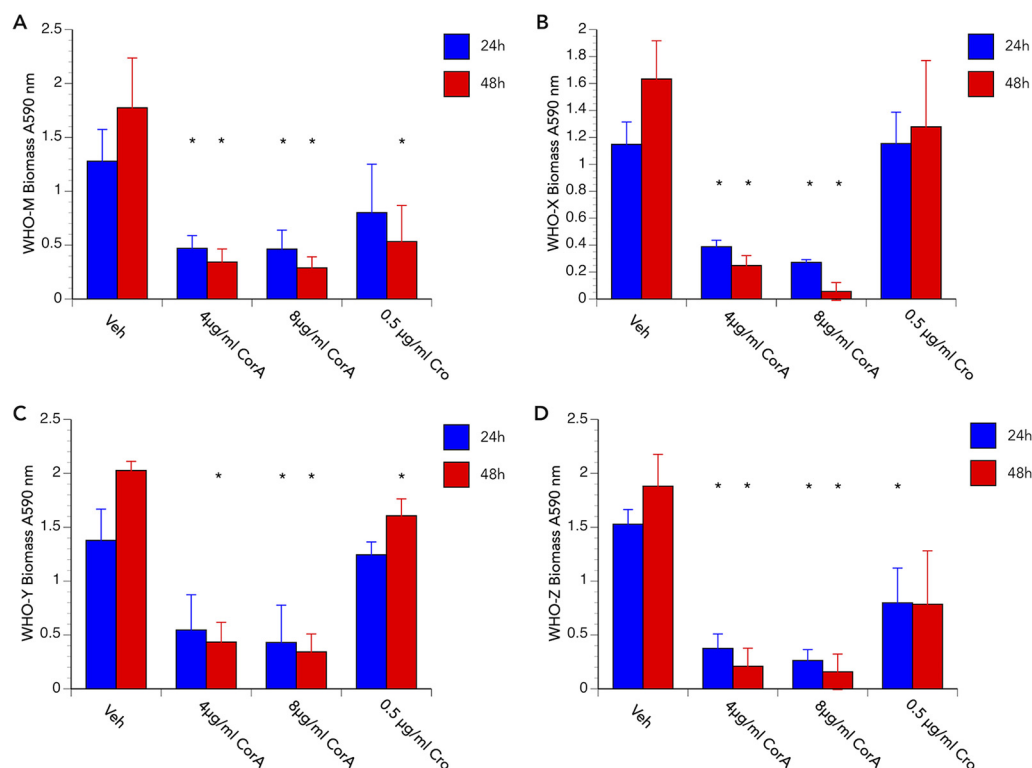 A
2.5
2
1.5
1
0.5
0
WHO-M Biomass A590 nm
* * * * *
Veh
4µg/ml CorA
8µg/ml CorA
0.5 µg/ml Cro
24h
48h
B
2
1.8
1.6
1.4
1.2
1
0.8
0.6
0.4
0.2
0
WHO-X Biomass A590 nm
* * * *
Veh
4µg/ml CorA
8µg/ml CorA
0.5 µg/ml Cro
24h
48h
C
2.5
2
1.5
1
0.5
0
WHO-Y Biomass A590 nm
* * * *
Veh
4µg/ml CorA
8µg/ml CorA
0.5 µg/ml Cro
24h
48h
D
2.5
2
1.5
1
0.5
0
WHO-Z Biomass A590 nm
* * * * *
Veh
4µg/ml CorA
8µg/ml CorA
0.5 µg/ml Cro
24h
48h